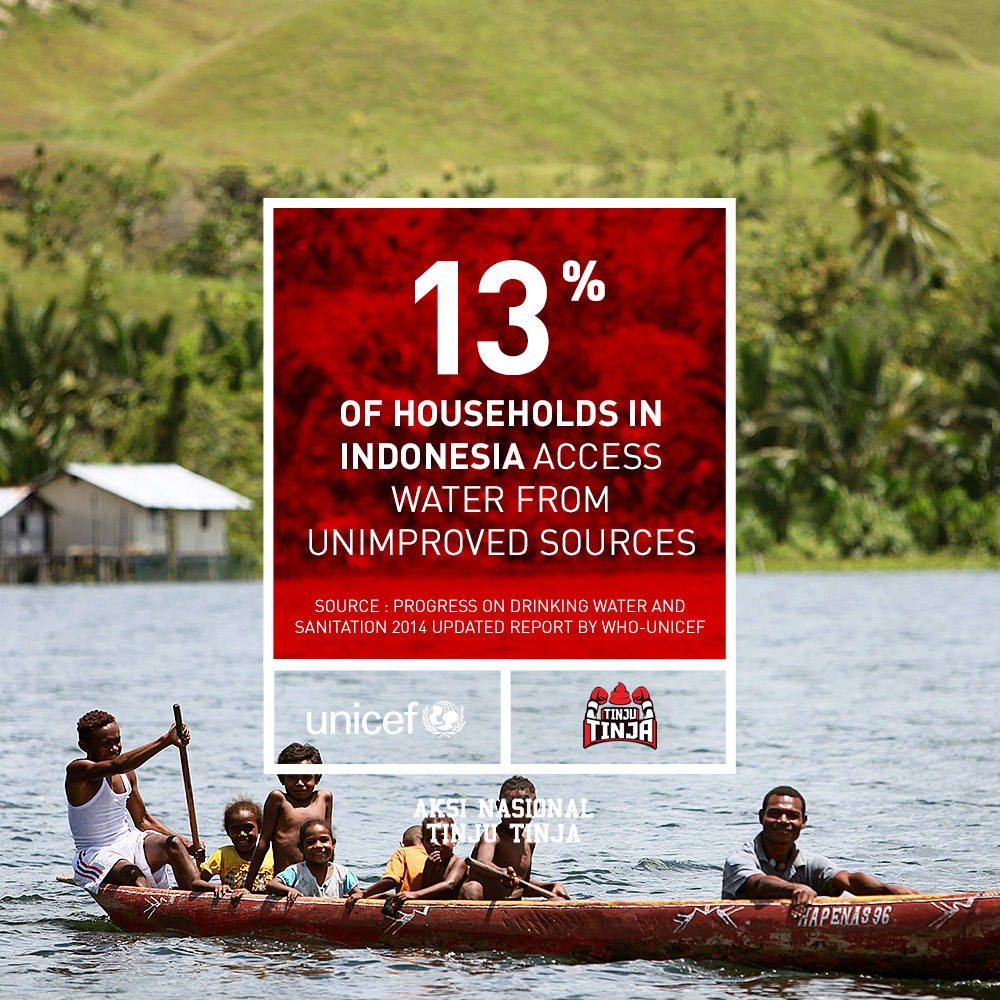 13%
OF HOUSEHOLDS IN
INDONESIA ACCESS
WATER FROM
UNIMPROVED SOURCES
SOURCE : PROGRESS ON DRINKING WATER AND
SANITATION 2014 UPDATED REPORT BY WHO-UNICEF
unicef
TINJU
TINJA
AKSI NASIONAL
TINJU TINJA
HAPENAS 96